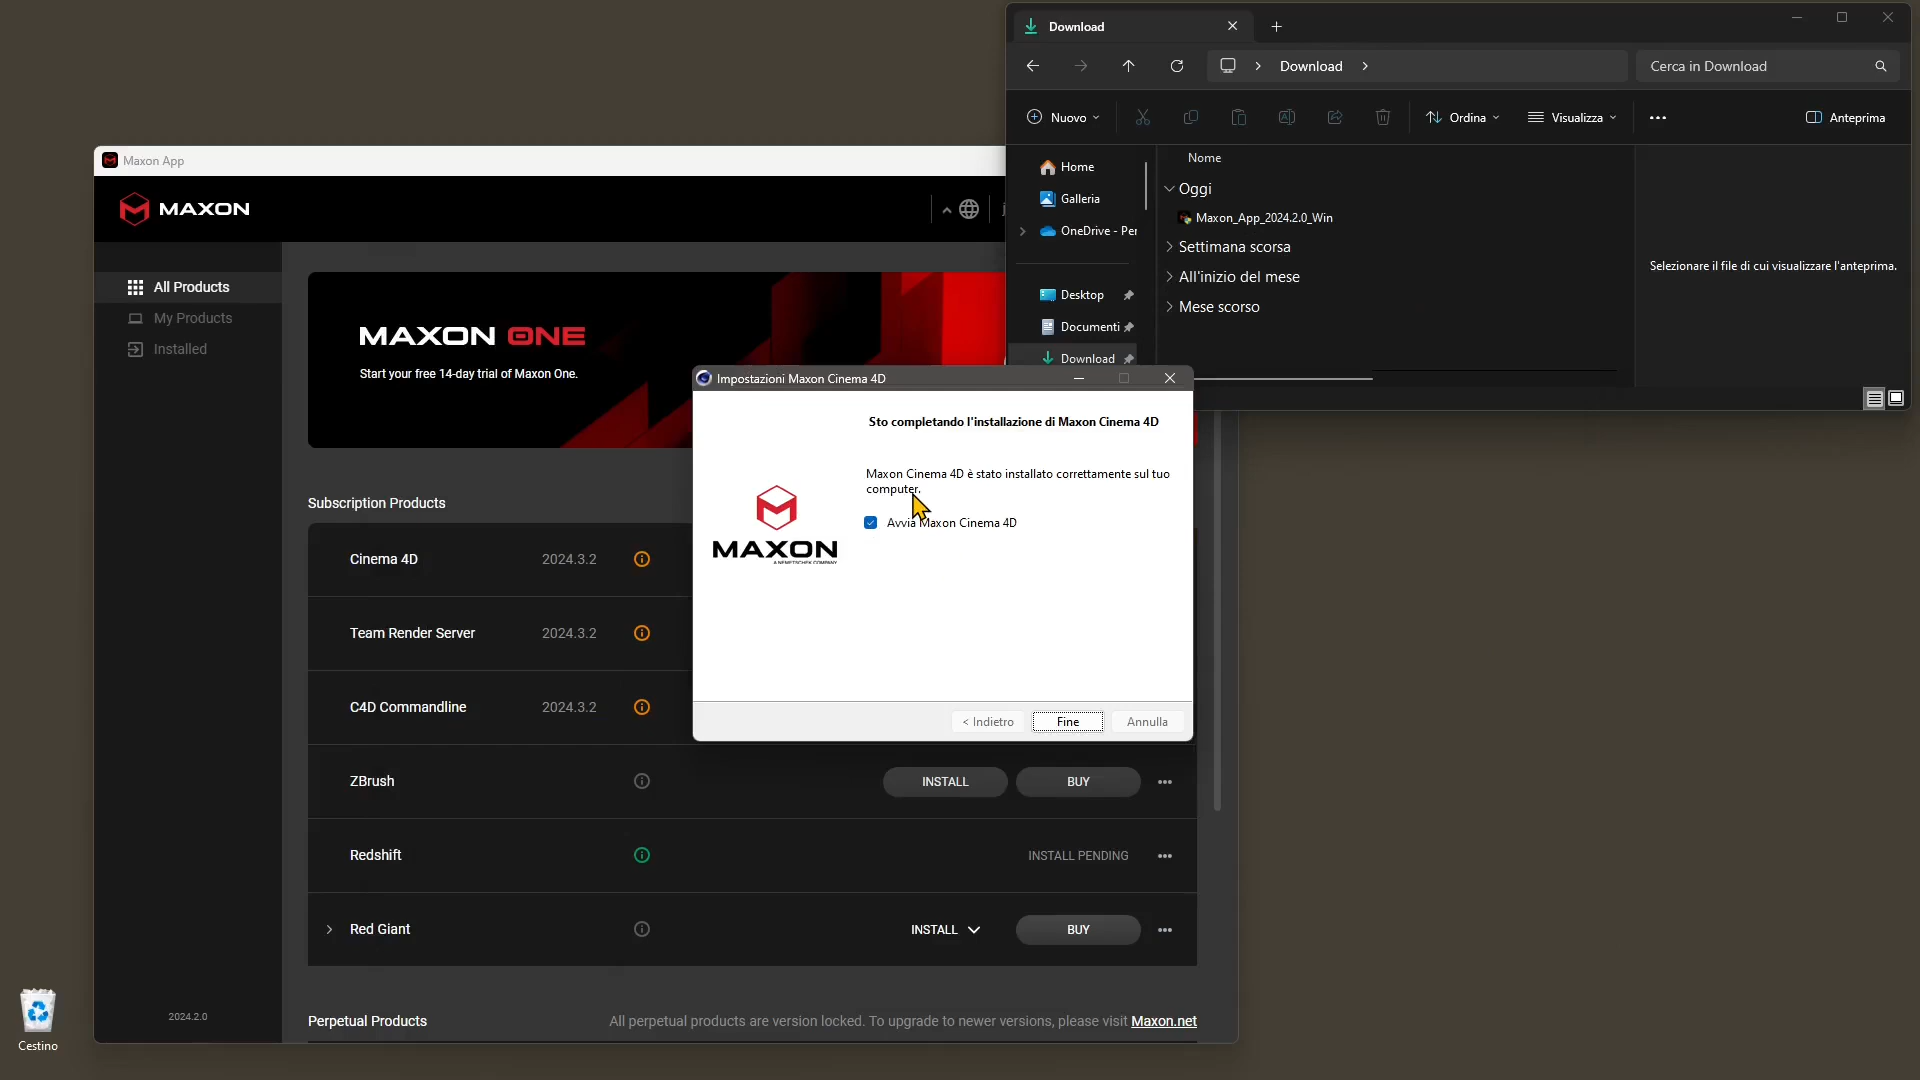 Download
Download
Cerca in Download
Nuovo
Ordina
Visualizza
Anteprima
Home
Galleria
OneDrive - Per
Desktop
Documenti
Download
Nome
Oggi
Maxon_App_2024.2.0_Win
Settimana scorsa
All'inizio del mese
Mese scorso
Selezionare il file di cui visualizzare l'anteprima.
Maxon App
MAXON
All Products
My Products
Installed
2024.2.0
MAXON ONE
Start your free 14-day trial of Maxon One.
Subscription Products
Cinema 4D 2024.3.2
Team Render Server 2024.3.2
C4D Commandline 2024.3.2
ZBrush INSTALL BUY
Redshift INSTALL PENDING
Red Giant INSTALL BUY
Perpetual Products All perpetual products are version locked. To upgrade to newer versions, please visit Maxon.net
Impostazioni Maxon Cinema 4D
Sto completando l'installazione di Maxon Cinema 4D
Maxon Cinema 4D è stato installato correttamente sul tuo
computer.
Avvia Maxon Cinema 4D
MAXON
A NEMETSCHEK COMPANY
< Indietro Fine Annulla
Cestino